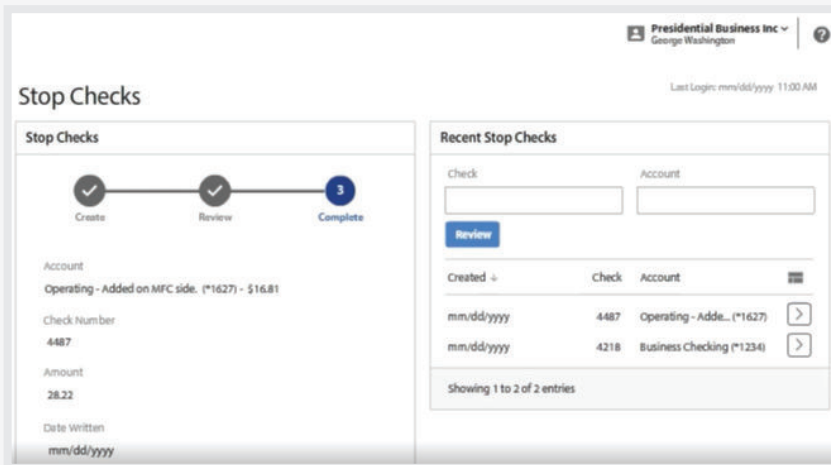 Presidential Business Inc
George Washington
?
Last Login: mm/dd/yyyy 11:00 AM
Stop Checks
Stop Checks
3
Create Review Complete
Account
Operating - Added on MFC side. (*1627) - $16.81
Check Number
4487
Amount
28.22
Date Written
mm/dd/yyyy
Recent Stop Checks
Check Account
Review
Created Check Account
mm/dd/yyyy 4487 Operating - Adde... (*1627)
mm/dd/yyyy 4218 Business Checking (*1234)
Showing 1 to 2 of 2 entries